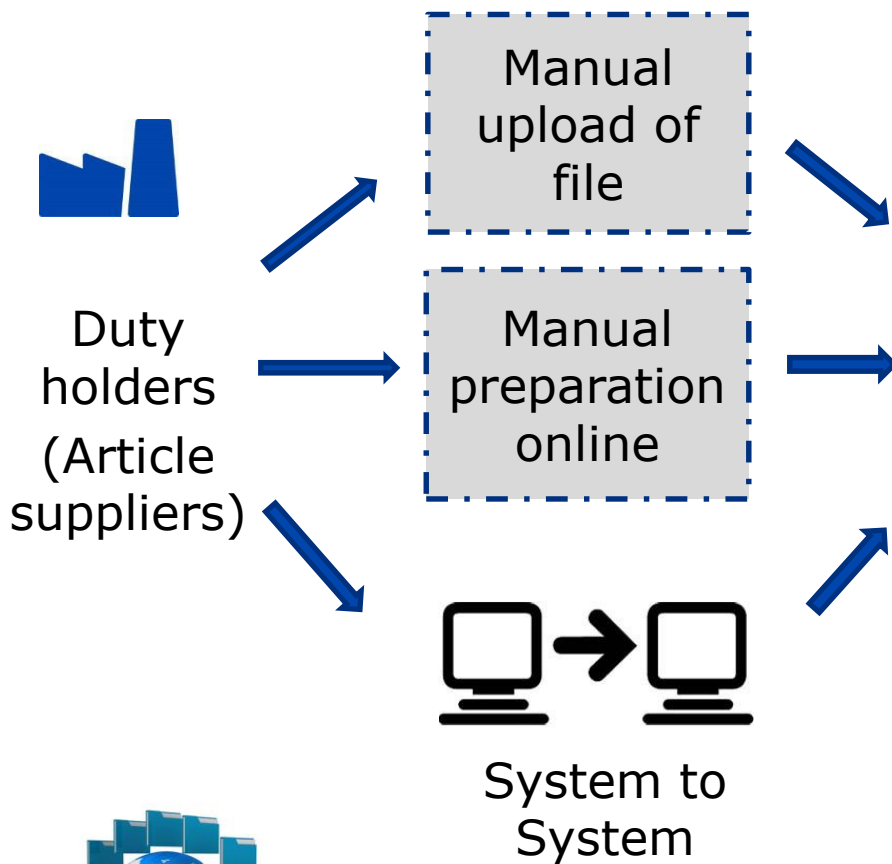 Manual
upload of
file
Duty
holders
(Article
suppliers)
Manual
preparation
online
System to
System